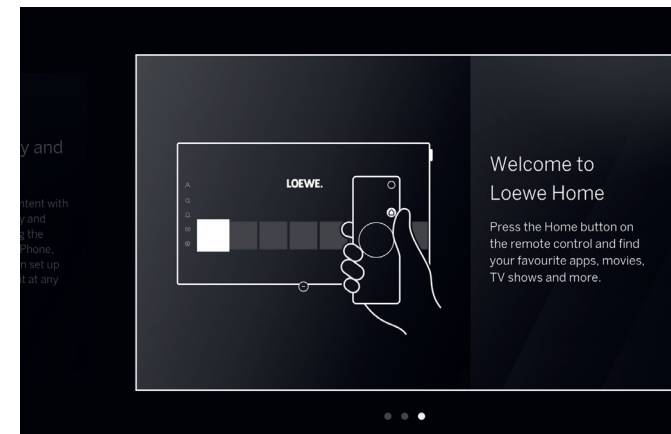 y and
ntent with
y and
g the
Phone,
n set up
it at any
LOEWE.
Welcome to
Loewe Home
Press the Home button on
the remote control and find
your favourite apps, movies,
TV shows and more.